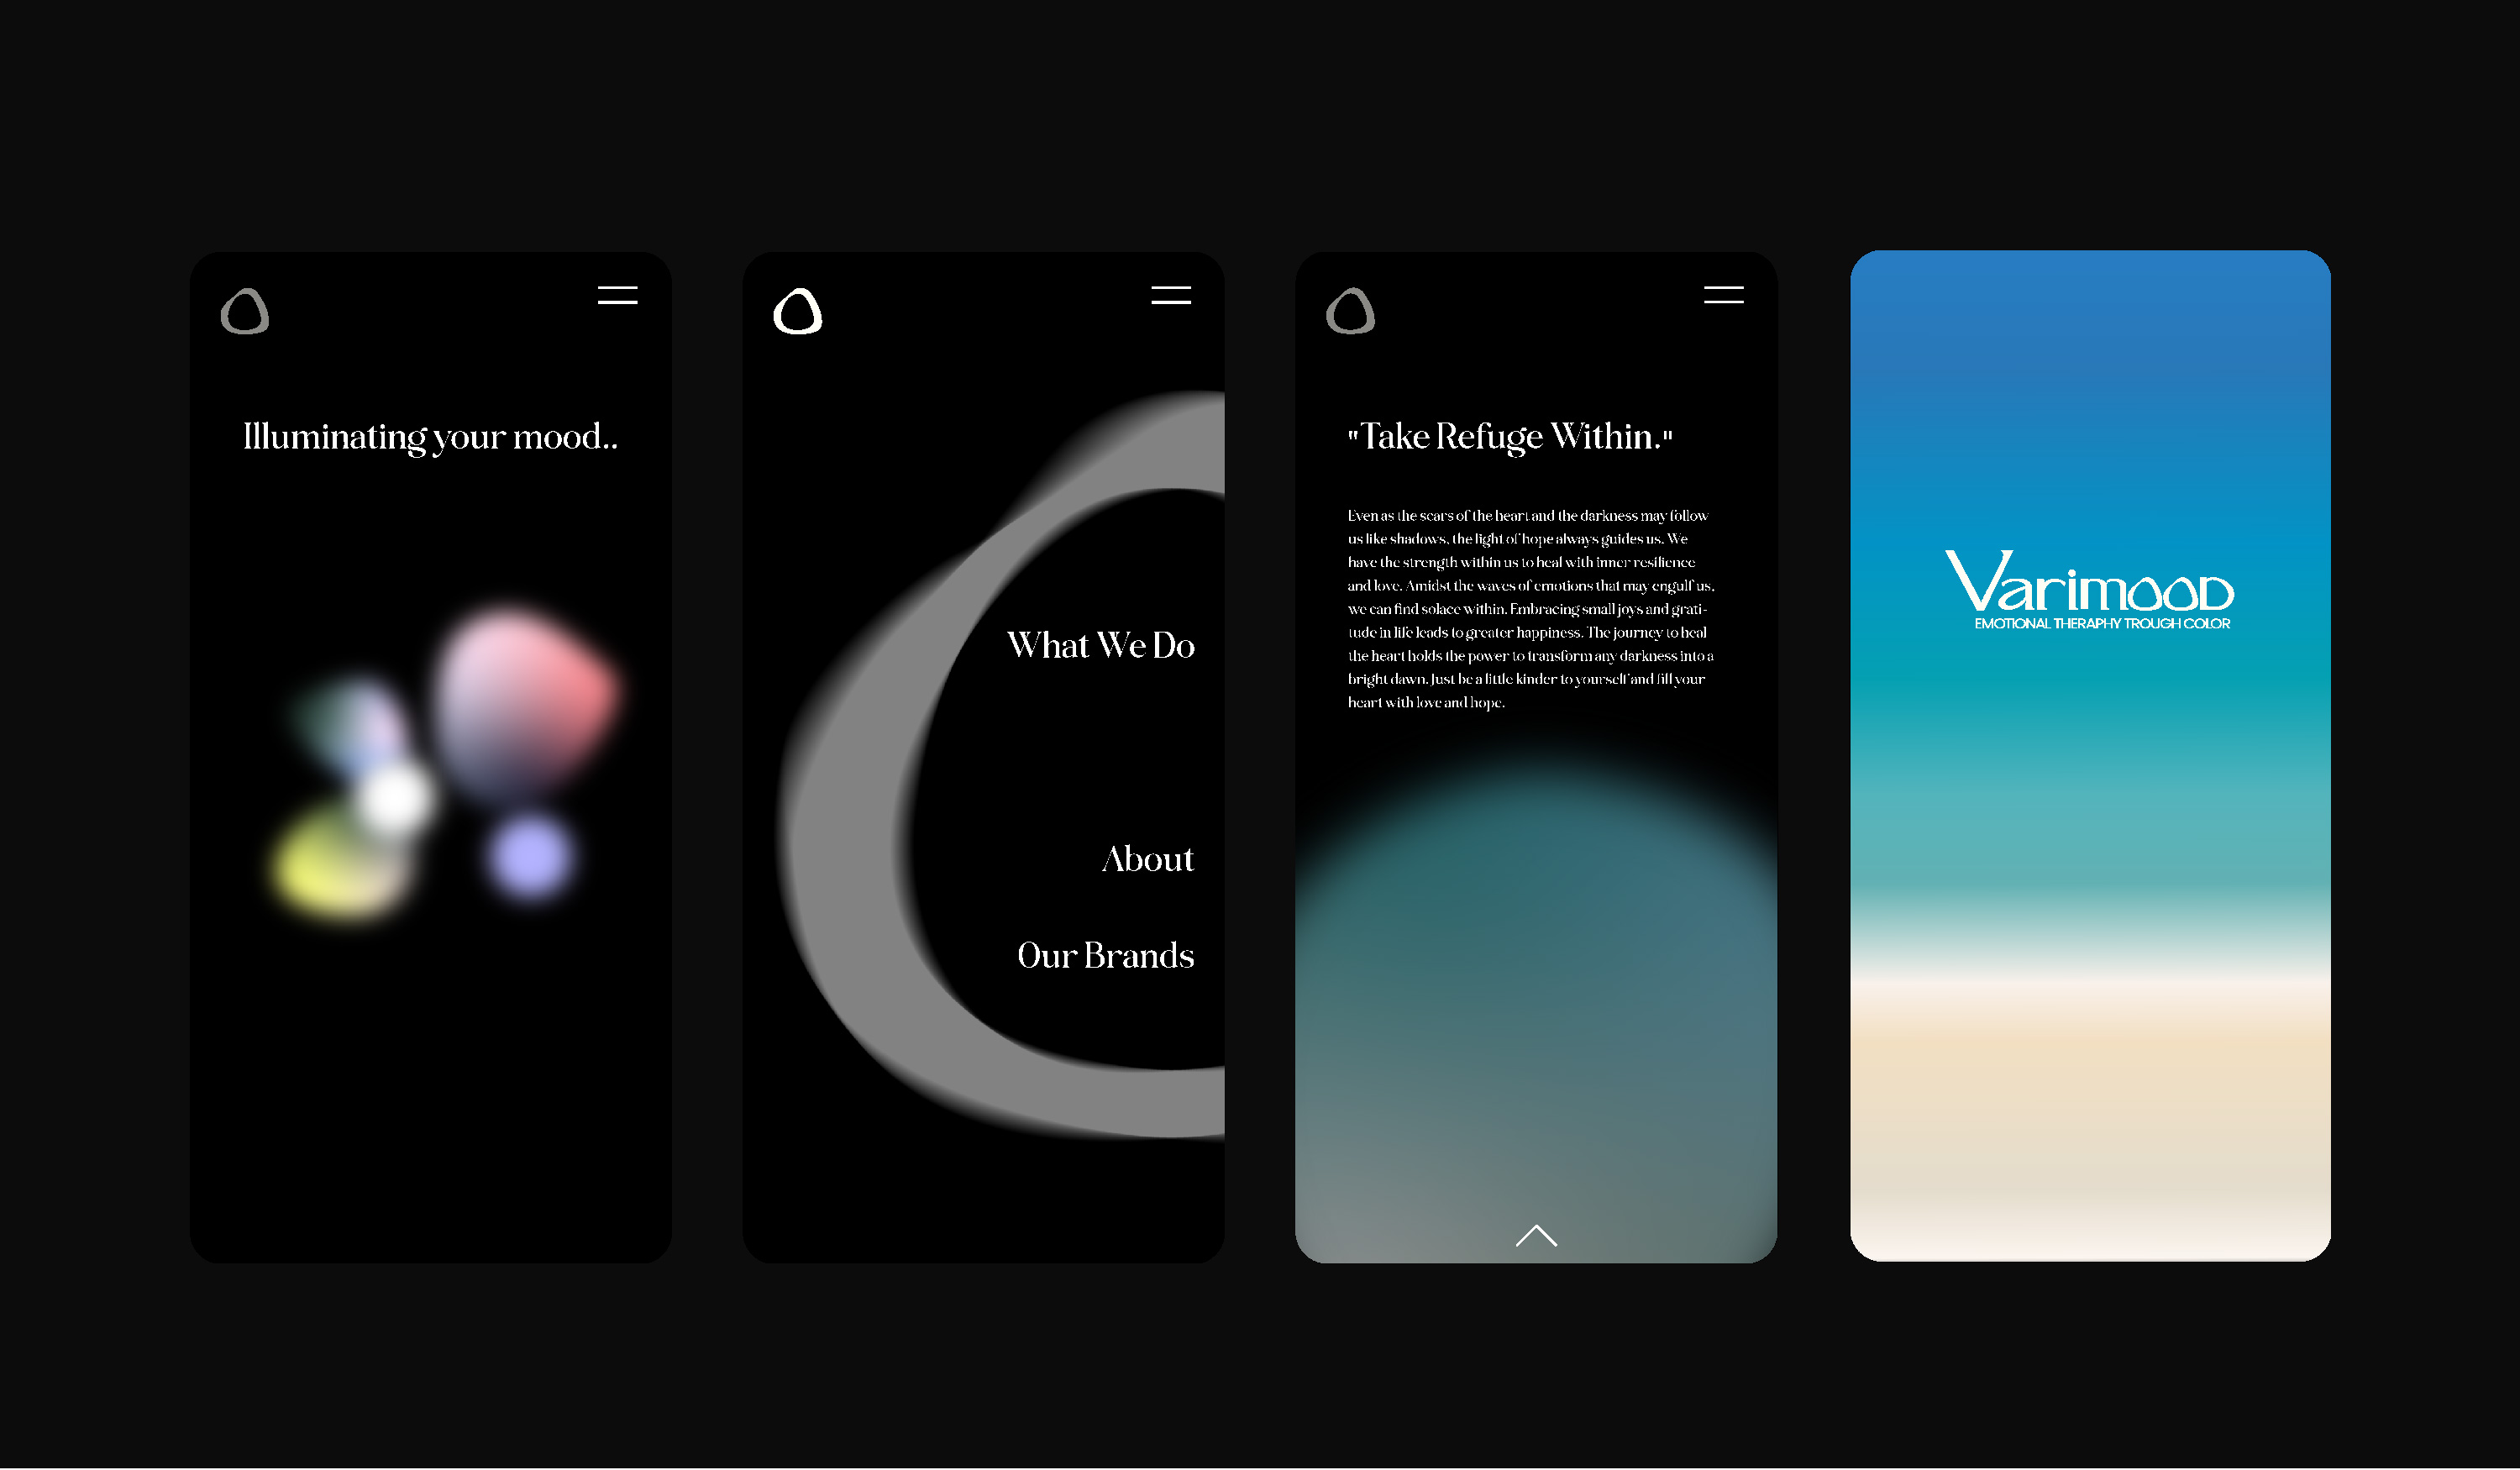 Illuminating your mood..
What We Do
About
Our Brands
"Take Refuge Within."
Even as the scars of the heart and the darkness may follow
us like shadows, the light of hope always guides us. We
have the strength within us to heal with inner resilience
and love. Amidst the waves of emotions that may engulf us,
we can find solace within. Embracing small joys and grati-
tude in life leads to greater happiness. The journey to heal
the heart holds the power to transform any darkness into a
bright dawn. Just be a little kinder to yourself and fill your
heart with love and hope.
VarimOOD
EMOTIONAL THERAPHY TROUGH COLOR